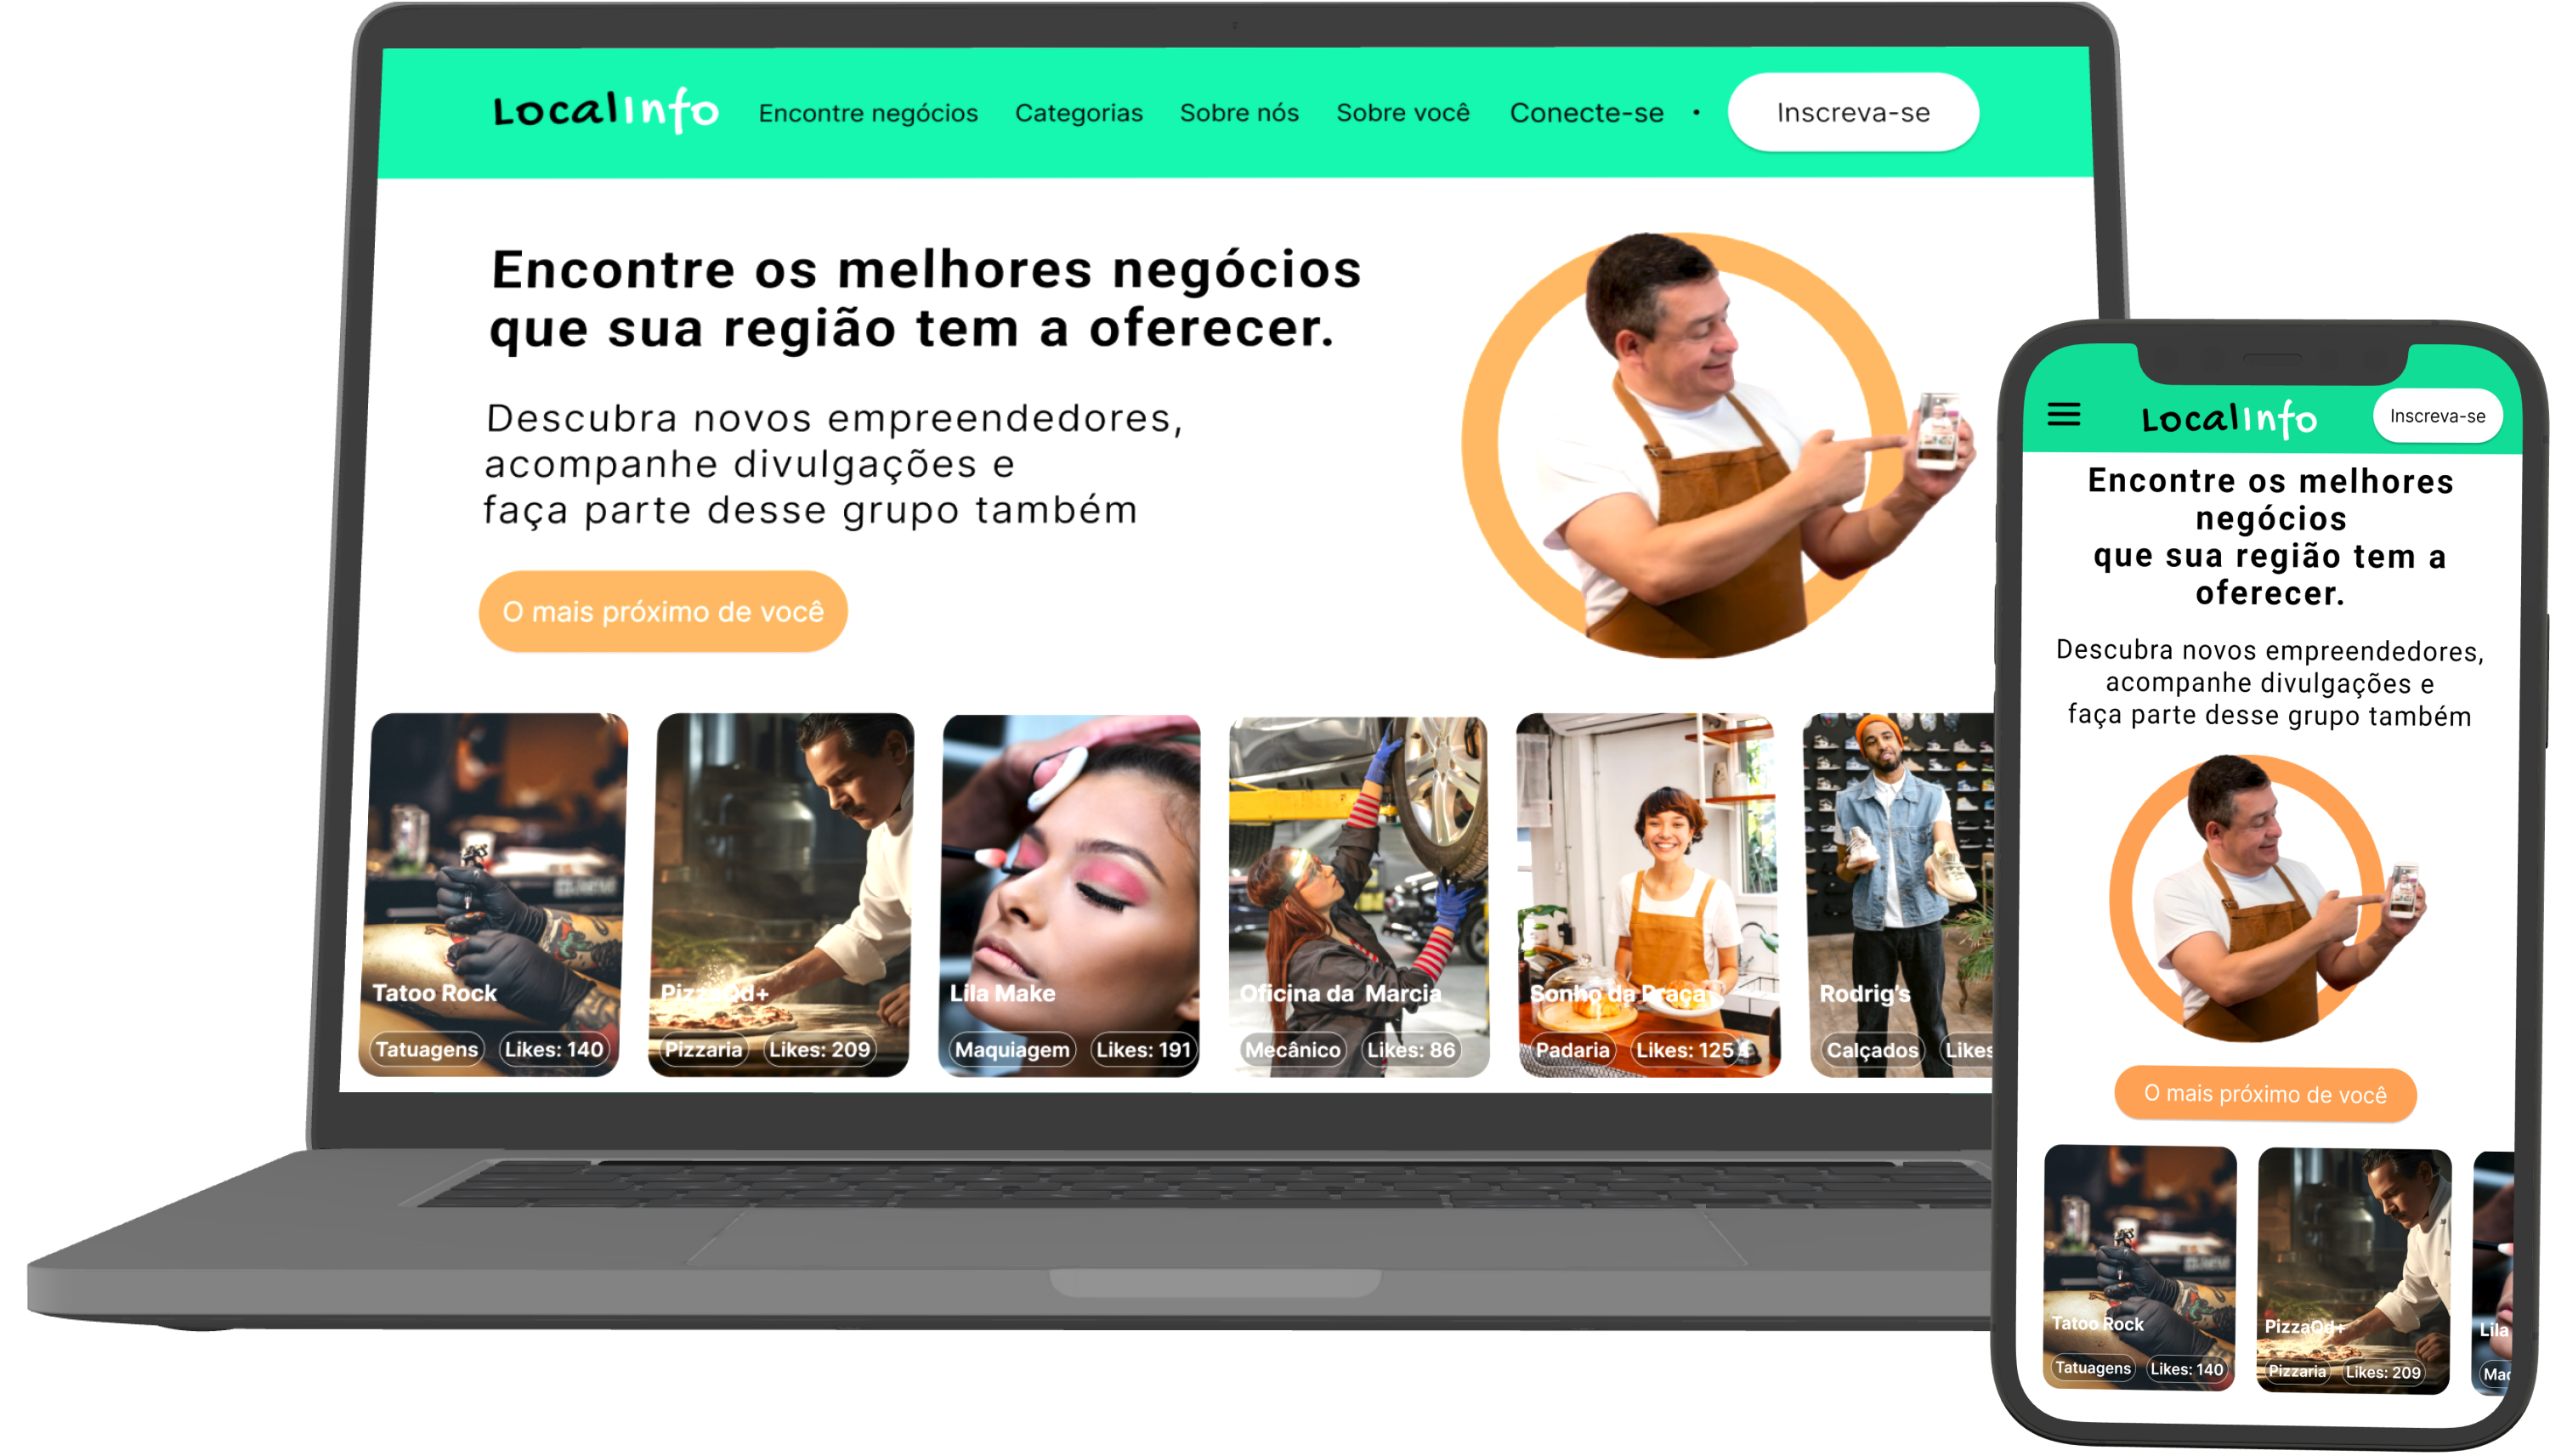 LocalInfo
Encontre negócios
Categorias
Sobre nós
Sobre você
Conecte-se
·
Inscreva-se
Encontre os melhores negócios
que sua região tem a oferecer.
Descubra novos empreendedores,
acompanhe divulgações e
faça parte desse grupo também
O mais próximo de você
Tatoo Rock
Tatuagens Likes: 140
PizzaQd+
Pizzaria Likes: 209
Lila Make
Maquiagem Likes: 191
Oficina da Marcia
Mecânico Likes: 86
Sonho da Praça
Padaria Likes: 125
Rodrig's
Calçados Likes
LocalInfo
Inscreva-se
Encontre os melhores
negócios
que sua região tem a
oferecer.
Descubra novos empreendedores,
acompanhe divulgações e
faça parte desse grupo também
O mais próximo de você
Tatoo Rock
Tatuagens Likes: 140
PizzaQd+
Pizzaria Likes: 209
Lila